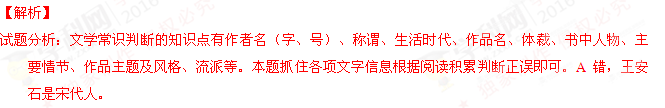 【解析】
试题分析：文学常识判断的知识点有作者名（字、号）、称谓、生活时代、作品名、体裁、书中人物、主
要情节、作品主题及风格、流派等。本题抓住各项文字信息根据阅读积累判断正误即可。A 错，王安
石是宋代人。